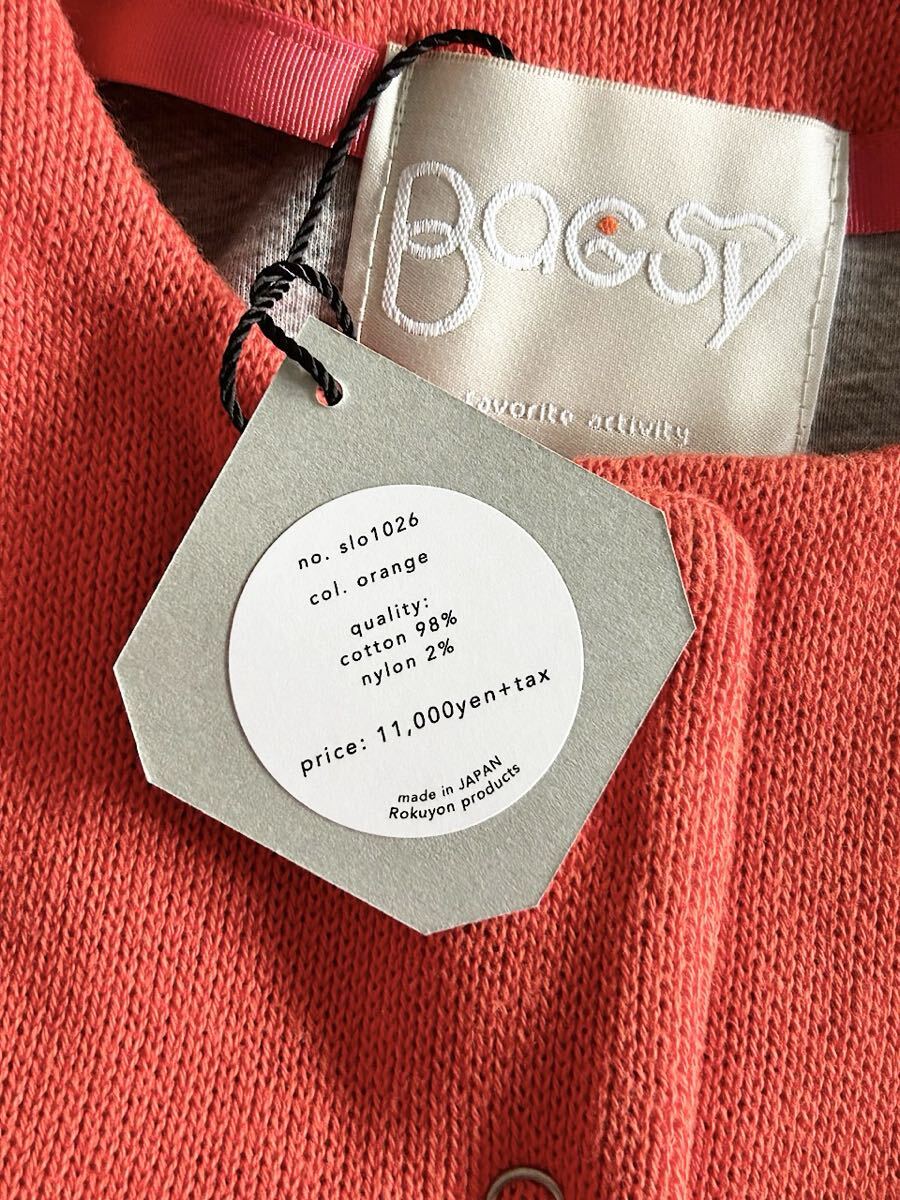 Bagsy
favorite activity
no. slo1026
col. orange
quality:
cotton 98%
nylon 2%
price: 11,000yen+tax
made in JAPAN
Rokuyon products